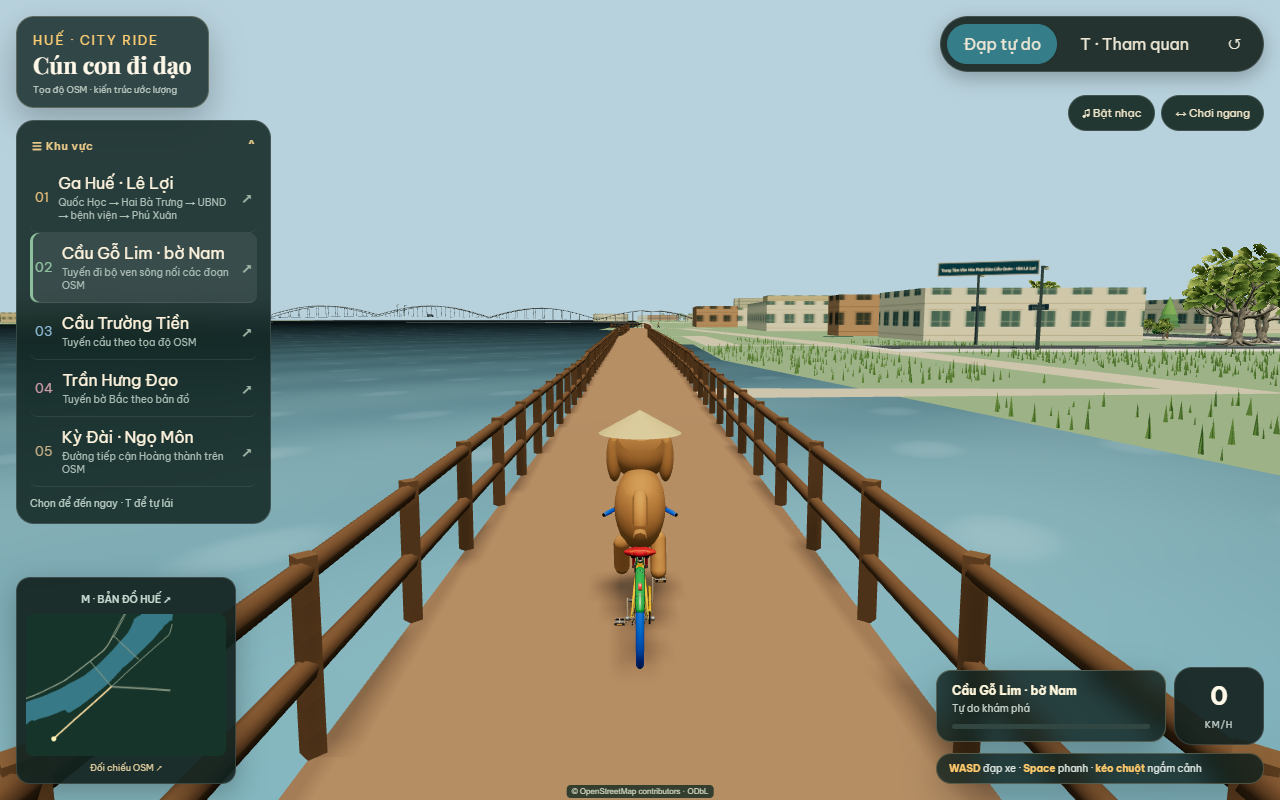 HUẾ · CITY RIDE
Cún con đi dạo
Tọa độ OSM · kiến trúc ước lượng
Đạp tự do
T · Tham quan
↺
♫ Bật nhạc
↔ Chơi ngang
☰ Khu vực
01
Ga Huế · Lê Lợi
Quốc Học → Hai Bà Trưng → UBND
→ bệnh viện → Phú Xuân
↗
02
Cầu Gỗ Lim · bờ Nam
Tuyến đi bộ ven sông nối các đoạn
OSM
↗
03
Cầu Trường Tiền
Tuyến cầu theo tọa độ OSM
↗
04
Trần Hưng Đạo
Tuyến bờ Bắc theo bản đồ
↗
05
Kỳ Đài · Ngọ Môn
Đường tiếp cận Hoàng thành trên
OSM
↗
Chọn để đến ngay · T để tự lái
M · BẢN ĐỒ HUẾ ↗
Đối chiếu OSM ↗
Cầu Gỗ Lim · bờ Nam
Tự do khám phá
0
KM/H
WASD đạp xe · Space phanh · kéo chuột ngắm cảnh
© OpenStreetMap contributors · ODbL